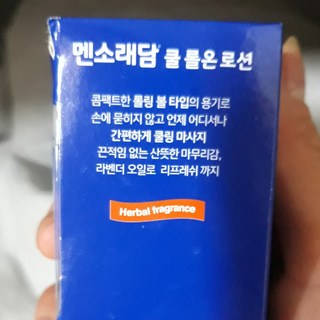 멘소래담 쿨 롤온 로션
콤팩트한 롤링 볼 타입의 용기로
손에 묻히지 않고 언제 어디서나
간편하게 쿨링 마사지
끈적임 없는 산뜻한 마무리감,
라벤더 오일로 리프레쉬 까지
Herbal fragrance